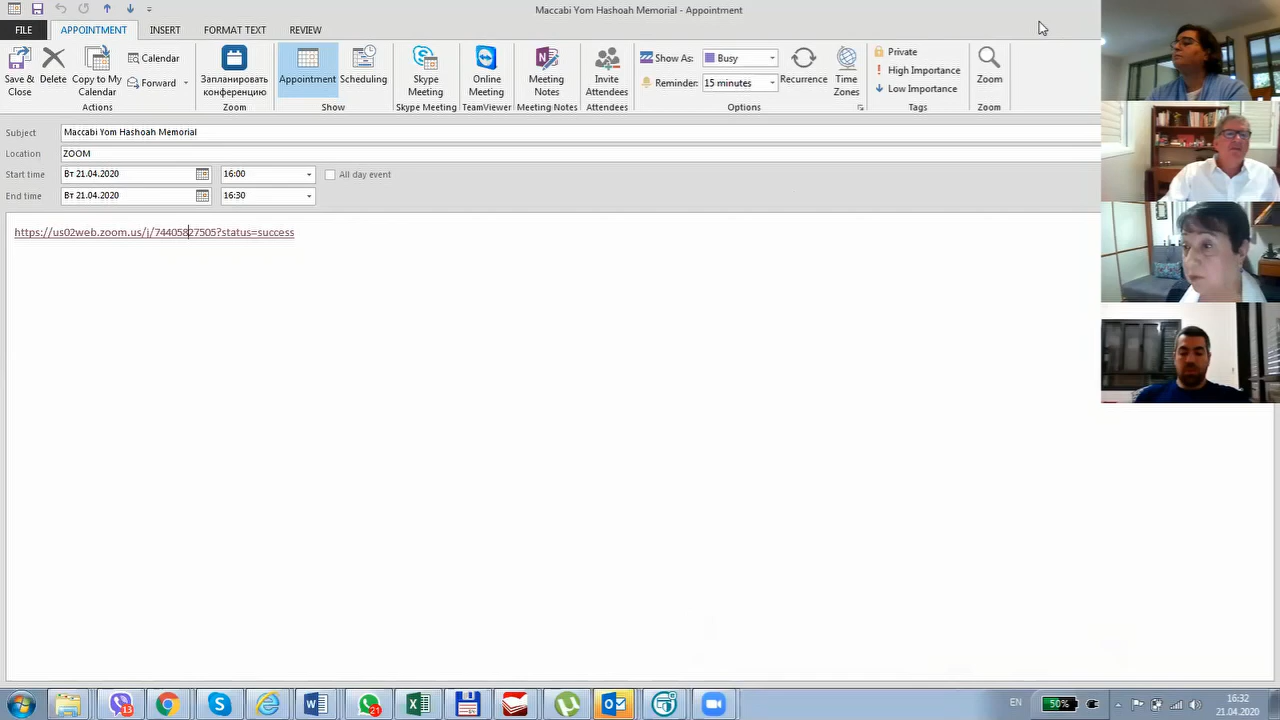 Maccabi Yom Hashoah Memorial - Appointment
FILE APPOINTMENT INSERT FORMAT TEXT REVIEW
Save & Close
Delete
Copy to My Calendar
Calendar
Forward
Actions
Запланировать конференцию
Zoom
Appointment
Scheduling
Show
Skype Meeting
Skype Meeting
Online Meeting
TeamViewer
Meeting Notes
Meeting Notes
Invite Attendees
Attendees
Show As: Busy
Reminder: 15 minutes
Recurrence
Time Zones
Options
Private
High Importance
Low Importance
Tags
Zoom
Zoom
Subject Maccabi Yom Hashoah Memorial
Location ZOOM
Start time Вт 21.04.2020 16:00 All day event
End time Вт 21.04.2020 16:30
https://us02web.zoom.us/j/74405827505?status=success
13
21
EN
50%
16:32
21.04.2020